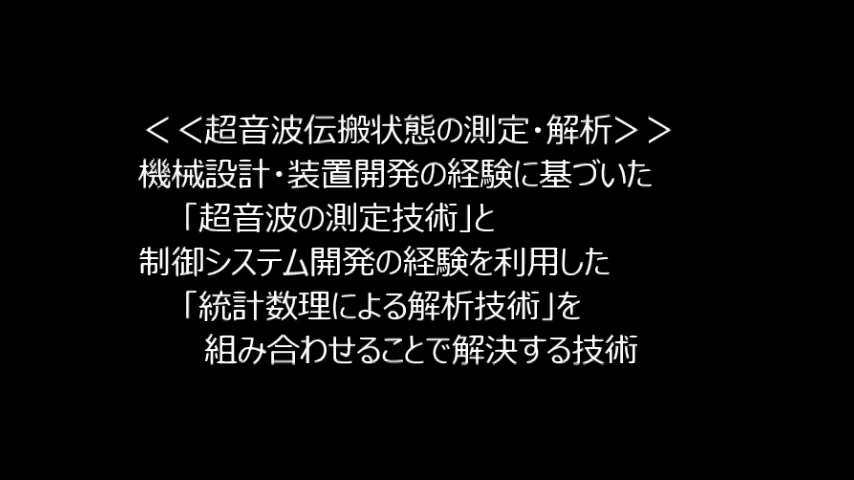 ＜＜超音波伝搬状態の測定・解析＞＞
機械設計・装置開発の経験に基づいた
「超音波の測定技術」と
制御システム開発の経験を利用した
「統計数理による解析技術」を
組み合わせることで解決する技術